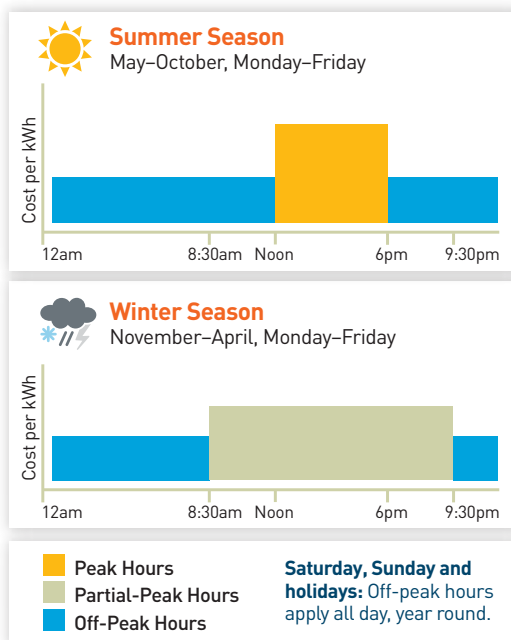 Summer Season
May–October, Monday–Friday
Cost per kWh
12am 8:30am Noon 6pm 9:30pm
Winter Season
November–April, Monday–Friday
Cost per kWh
12am 8:30am Noon 6pm 9:30pm
Peak Hours
Partial-Peak Hours
Off-Peak Hours
Saturday, Sunday and
holidays: Off-peak hours
apply all day, year round.